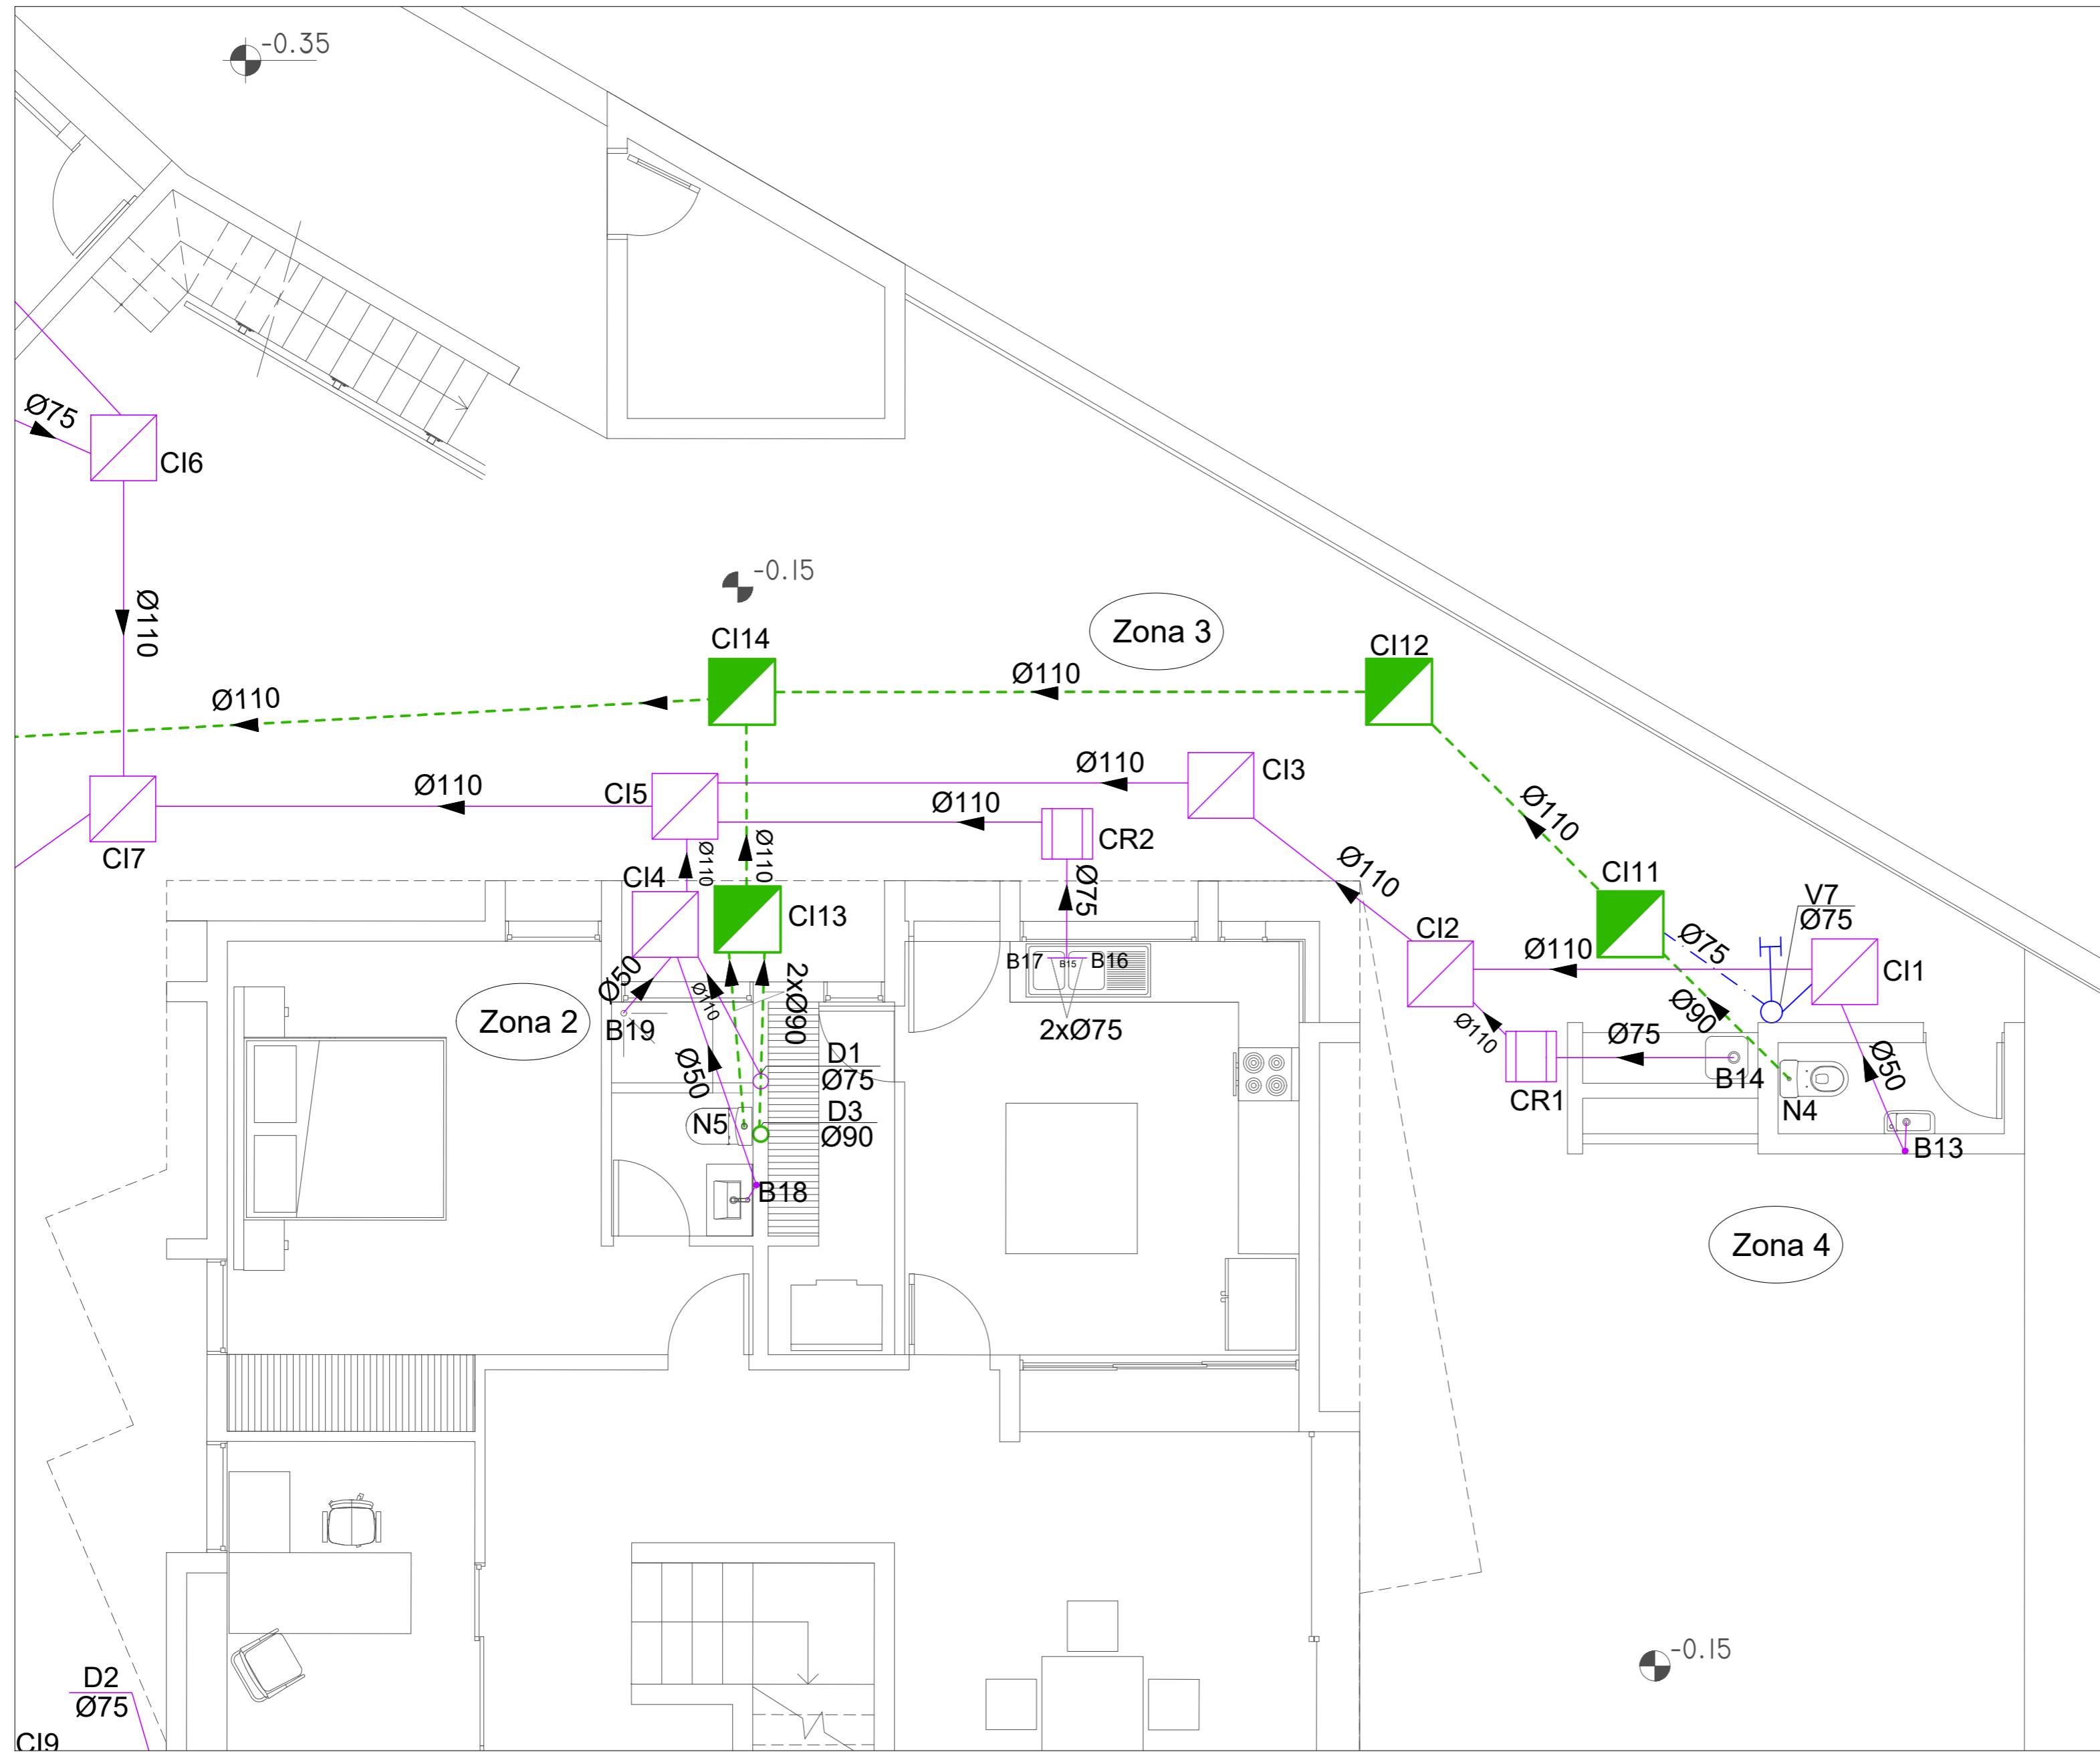 -0.35
Ø75
CI6
Ø110
-0.15
Zona 3
CI14
CI12
Ø110
Ø110
Ø110
CI3
Ø110
CI5
Ø110
CR2
CI7
Ø110
Ø110
Ø110
Ø110
CI4
CI13
Ø75
CI11
V7
Ø75
Ø75
CI2
Ø110
CI1
B17
B15
B16
Ø50
Ø110
2xØ90
Zona 2
B19
2xØ75
Ø90
Ø110
Ø75
D1
Ø75
Ø50
Ø50
B14
CR1
N4
D3
Ø90
N5
B13
B18
Zona 4
-0.15
D2
Ø75
CI9